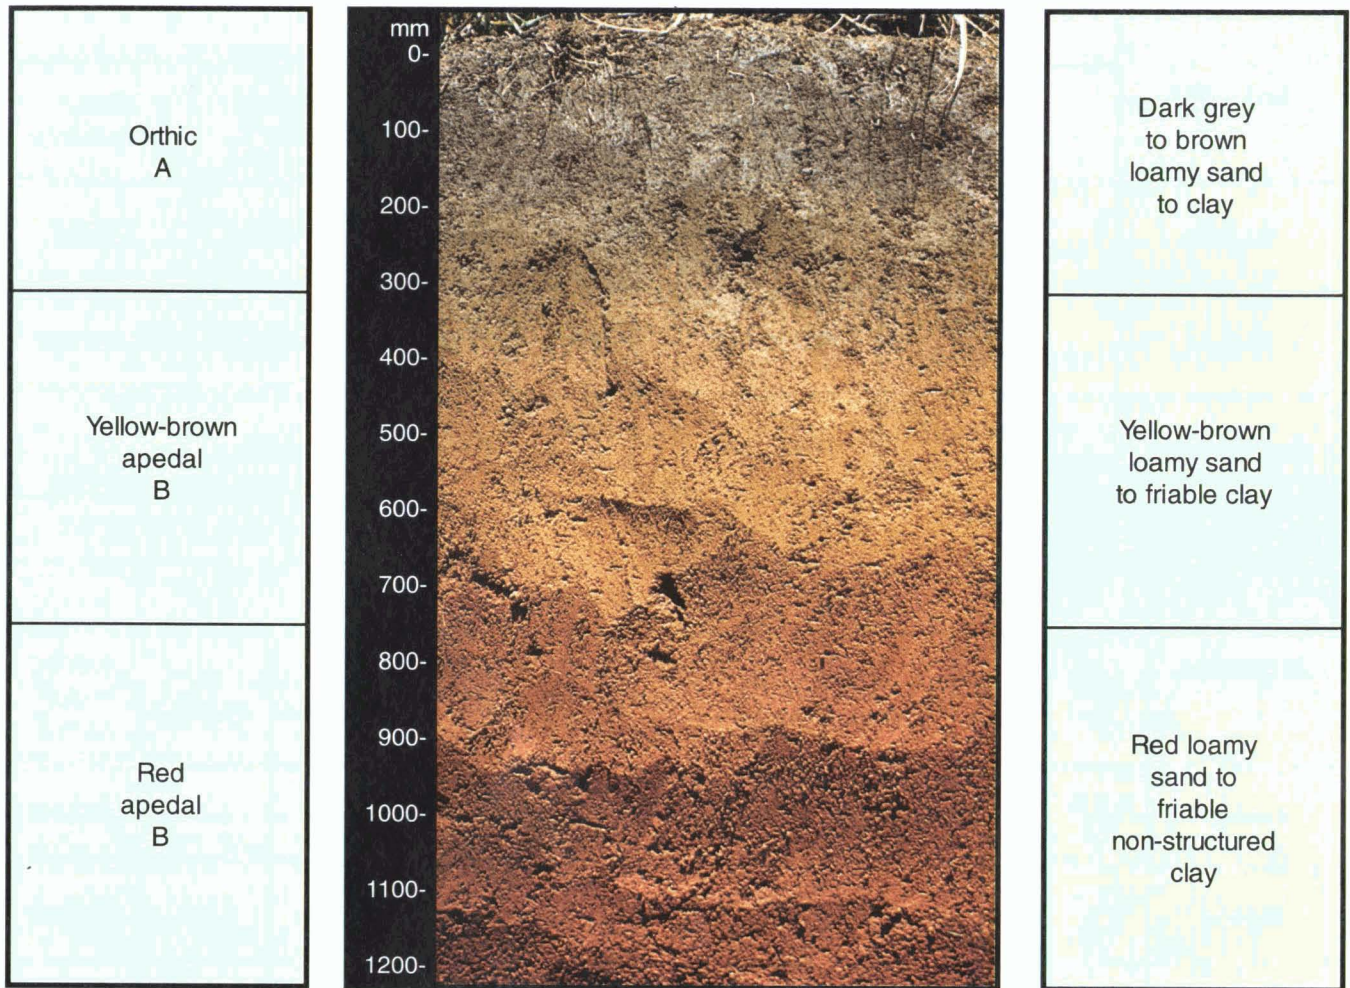 Orthic
A
Yellow-brown
apedal
B
Red
apedal
B
mm
0-
100-
200-
300-
400-
500-
600-
700-
800-
900-
1000-
1100-
1200-
Dark grey
to brown
loamy sand
to clay
Yellow-brown
loamy sand
to friable clay
Red loamy
sand to
friable
non-structured
clay